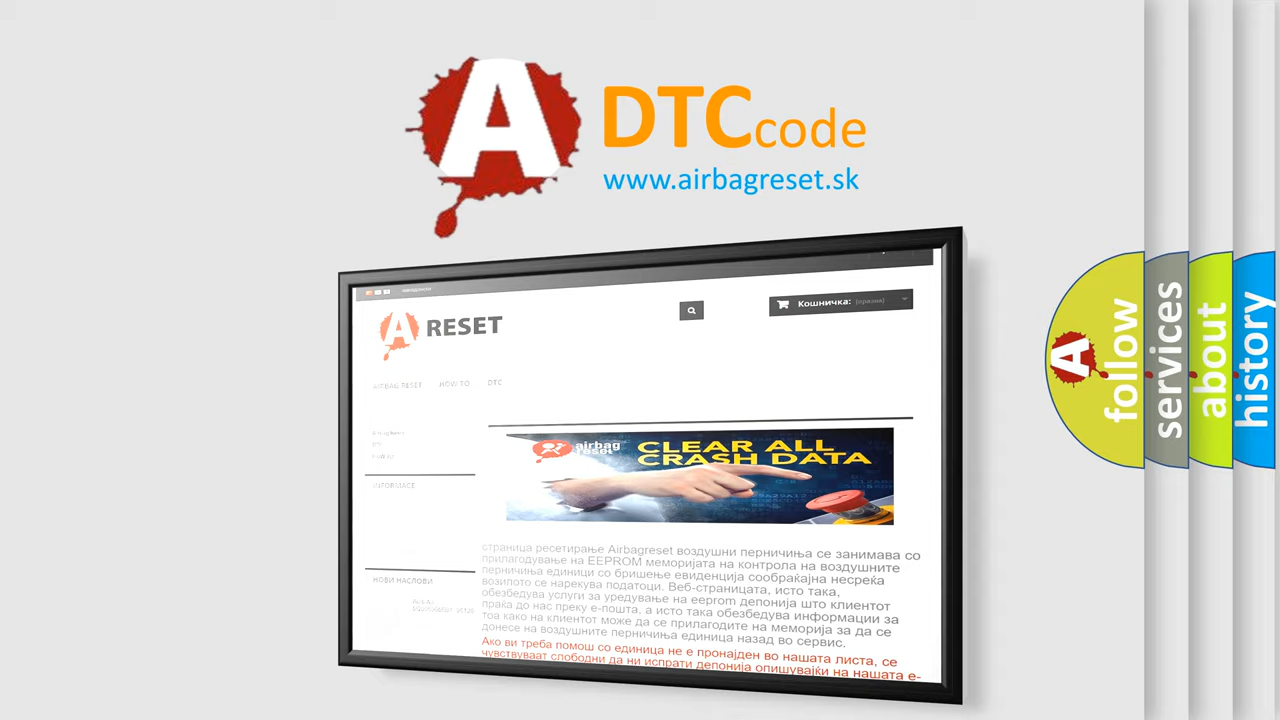 A DTCcode
www.airbagreset.sk
A RESET
Кошничка: (празни)
AIRBAG RESET HOW TO DTC
airbag reset
CLEAR ALL
CRASH DATA
INFORMACE
НОВИ НАСЛОВИ
страница ресетирање Airbagreset воздушни перничиња се занимава со
прилагодување на EEPROM меморијата на контрола на воздушните
перничиња единици со бришење евиденција сообраќајна несреќа
возилото се нарекува податоци. Веб-страницата, исто така,
обезбедува услуги за уредување на eeprom депонија што клиентот
праќа до нас преку е-пошта, а исто така обезбедува информации за
тоа како на клиентот може да се прилагодите на меморија за да се
донесе на воздушните перничиња единица назад во сервис.
Ако ви треба помош со единица не е пронајден во нашата листа, се
чувствуваат слободни да ни испрати депонија опишувајќи на нашата е-
A follow
services
about
history